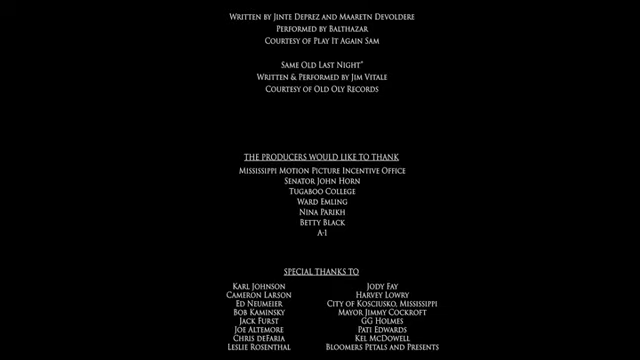 Written by Jinte Deprez and Maaretn Devoldere
Performed by Balthazar
Courtesy of Play It Again Sam
Same Old Last Night"
Written & Performed by Jim Vitale
Courtesy of Old Oly Records
THE PRODUCERS WOULD LIKE TO THANK
Mississippi Motion Picture Incentive Office
Senator John Horn
Tugaboo College
Ward Emling
Nina Parikh
Betty Black
A-1
SPECIAL THANKS TO
Karl Johnson Jody Fay
Cameron Larson Harvey Lowry
Ed Neumeier City of Kosciusko, Mississippi
Bob Kaminsky Mayor Jimmy Cockroft
Jack Furst GG Holmes
Joe Altemore Pati Edwards
Chris deFaria Kel McDowell
Leslie Rosenthal Bloomers Petals and Presents